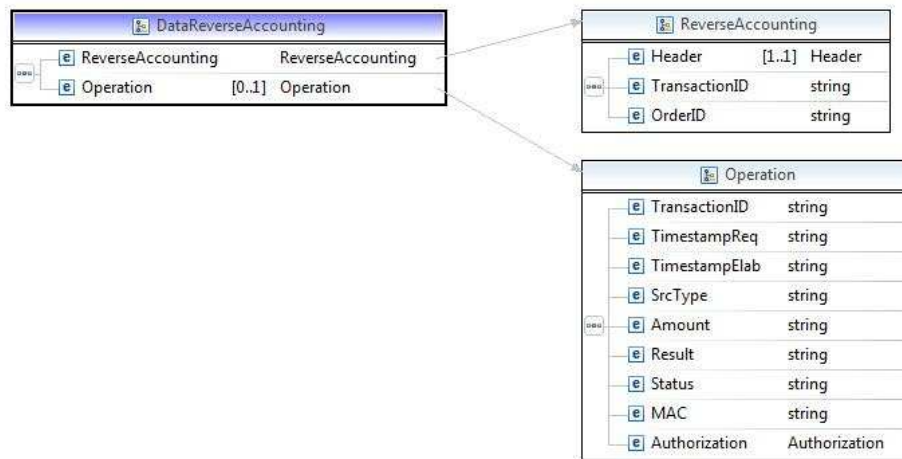 DataReverseAccounting
ReverseAccounting ReverseAccounting
Operation [0..1] Operation
ReverseAccounting
Header [1..1] Header
TransactionID string
OrderID string
Operation
TransactionID string
TimestampReq string
TimestampElab string
SrcType string
Amount string
Result string
Status string
MAC string
Authorization Authorization